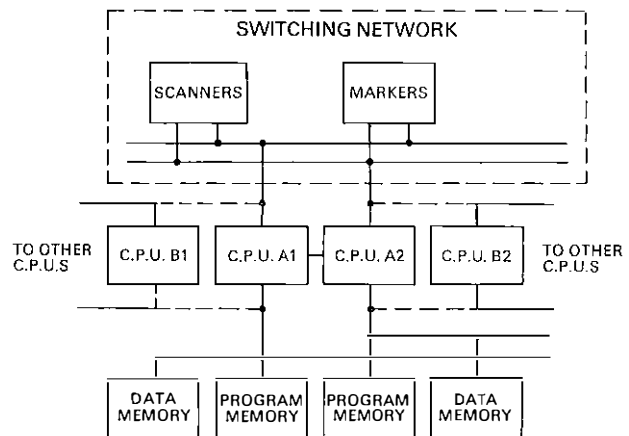 SWITCHING NETWORK
SCANNERS
MARKERS
TO OTHER
C.P.U.S
C.P.U. B1
C.P.U. A1
C.P.U. A2
C.P.U. B2
TO OTHER
C.P.U.S
DATA
MEMORY
PROGRAM
MEMORY
PROGRAM
MEMORY
DATA
MEMORY